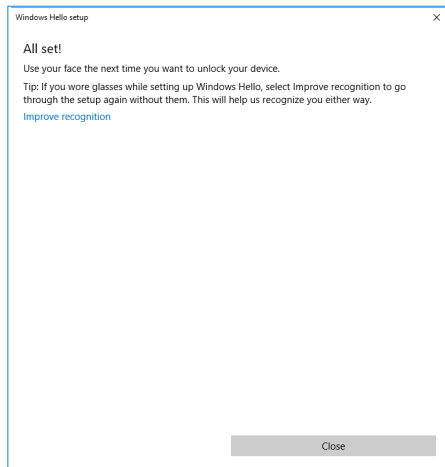 Windows Hello setup
All set!
Use your face the next time you want to unlock your device.
Tip: If you wore glasses while setting up Windows Hello, select Improve recognition to go
through the setup again without them. This will help us recognize you either way.
Improve recognition
Close